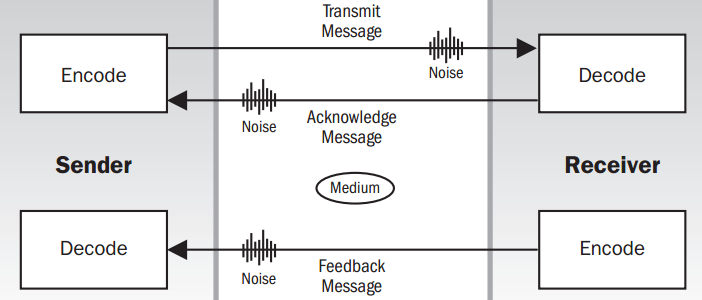 Transmit
Message
Encode
Decode
Noise
Noise
Acknowledge
Message
Sender
Receiver
Medium
Decode
Encode
Noise
Feedback
Message